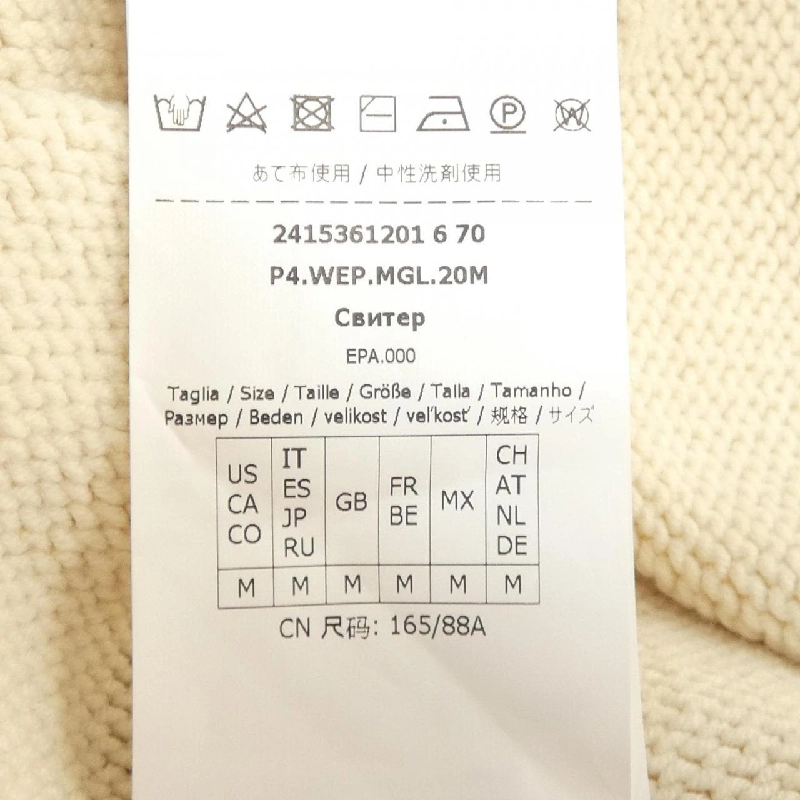 あて布使用 / 中性洗剤使用
2415361201 6 70
P4.WEP.MGL.20M
Свитер
EPA.000
Taglia / Size / Taille / Größe / Talla / Tamanho /
Размер / Beden / velikost / veľkosť / 规格 / サイズ
US CA CO IT ES JP RU GB FR BE MX CH AT NL DE
M M M M M M
CN 尺码: 165/88A